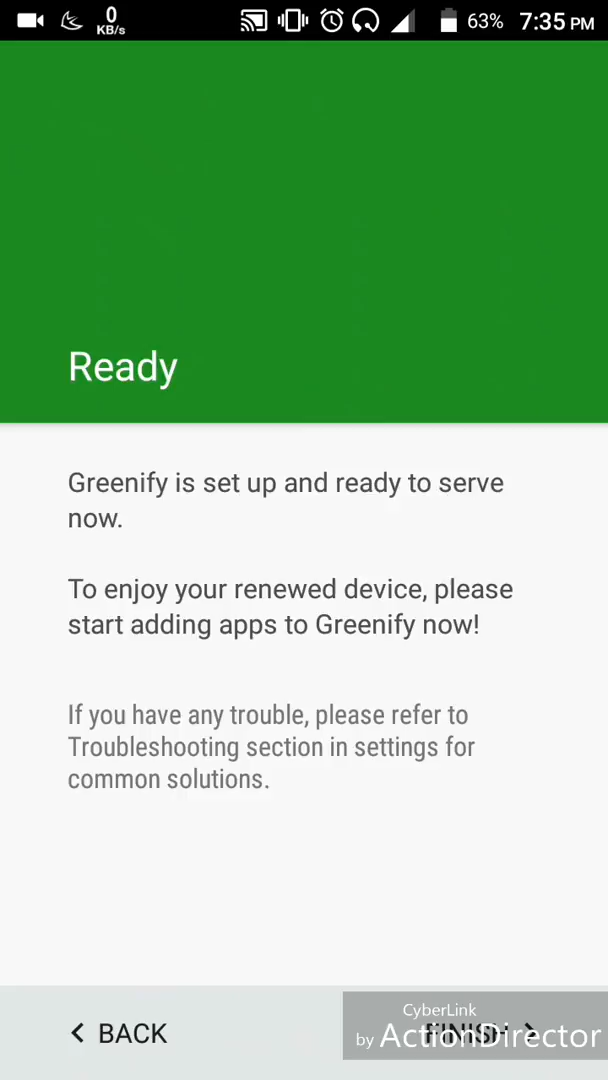 0
KB/s
63%
7:35 PM
Ready
Greenify is set up and ready to serve
now.
To enjoy your renewed device, please
start adding apps to Greenify now!
If you have any trouble, please refer to
Troubleshooting section in settings for
common solutions.
BACK
FINISH
CyberLink
by ActionDirector